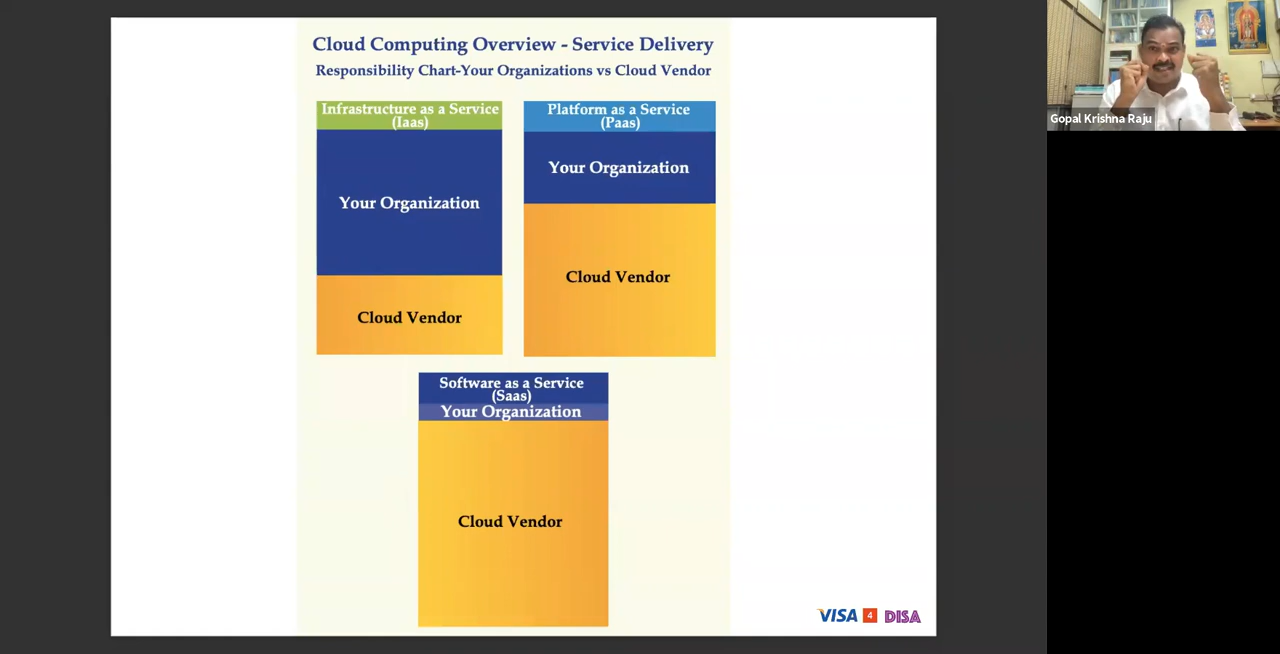 Cloud Computing Overview - Service Delivery
Responsibility Chart-Your Organizations vs Cloud Vendor
Infrastructure as a Service
(Iaas)
Your Organization
Cloud Vendor
Platform as a Service
(Paas)
Your Organization
Cloud Vendor
Software as a Service
(Saas)
Your Organization
Cloud Vendor
VISA 4 DISA
Gopal Krishna Raju